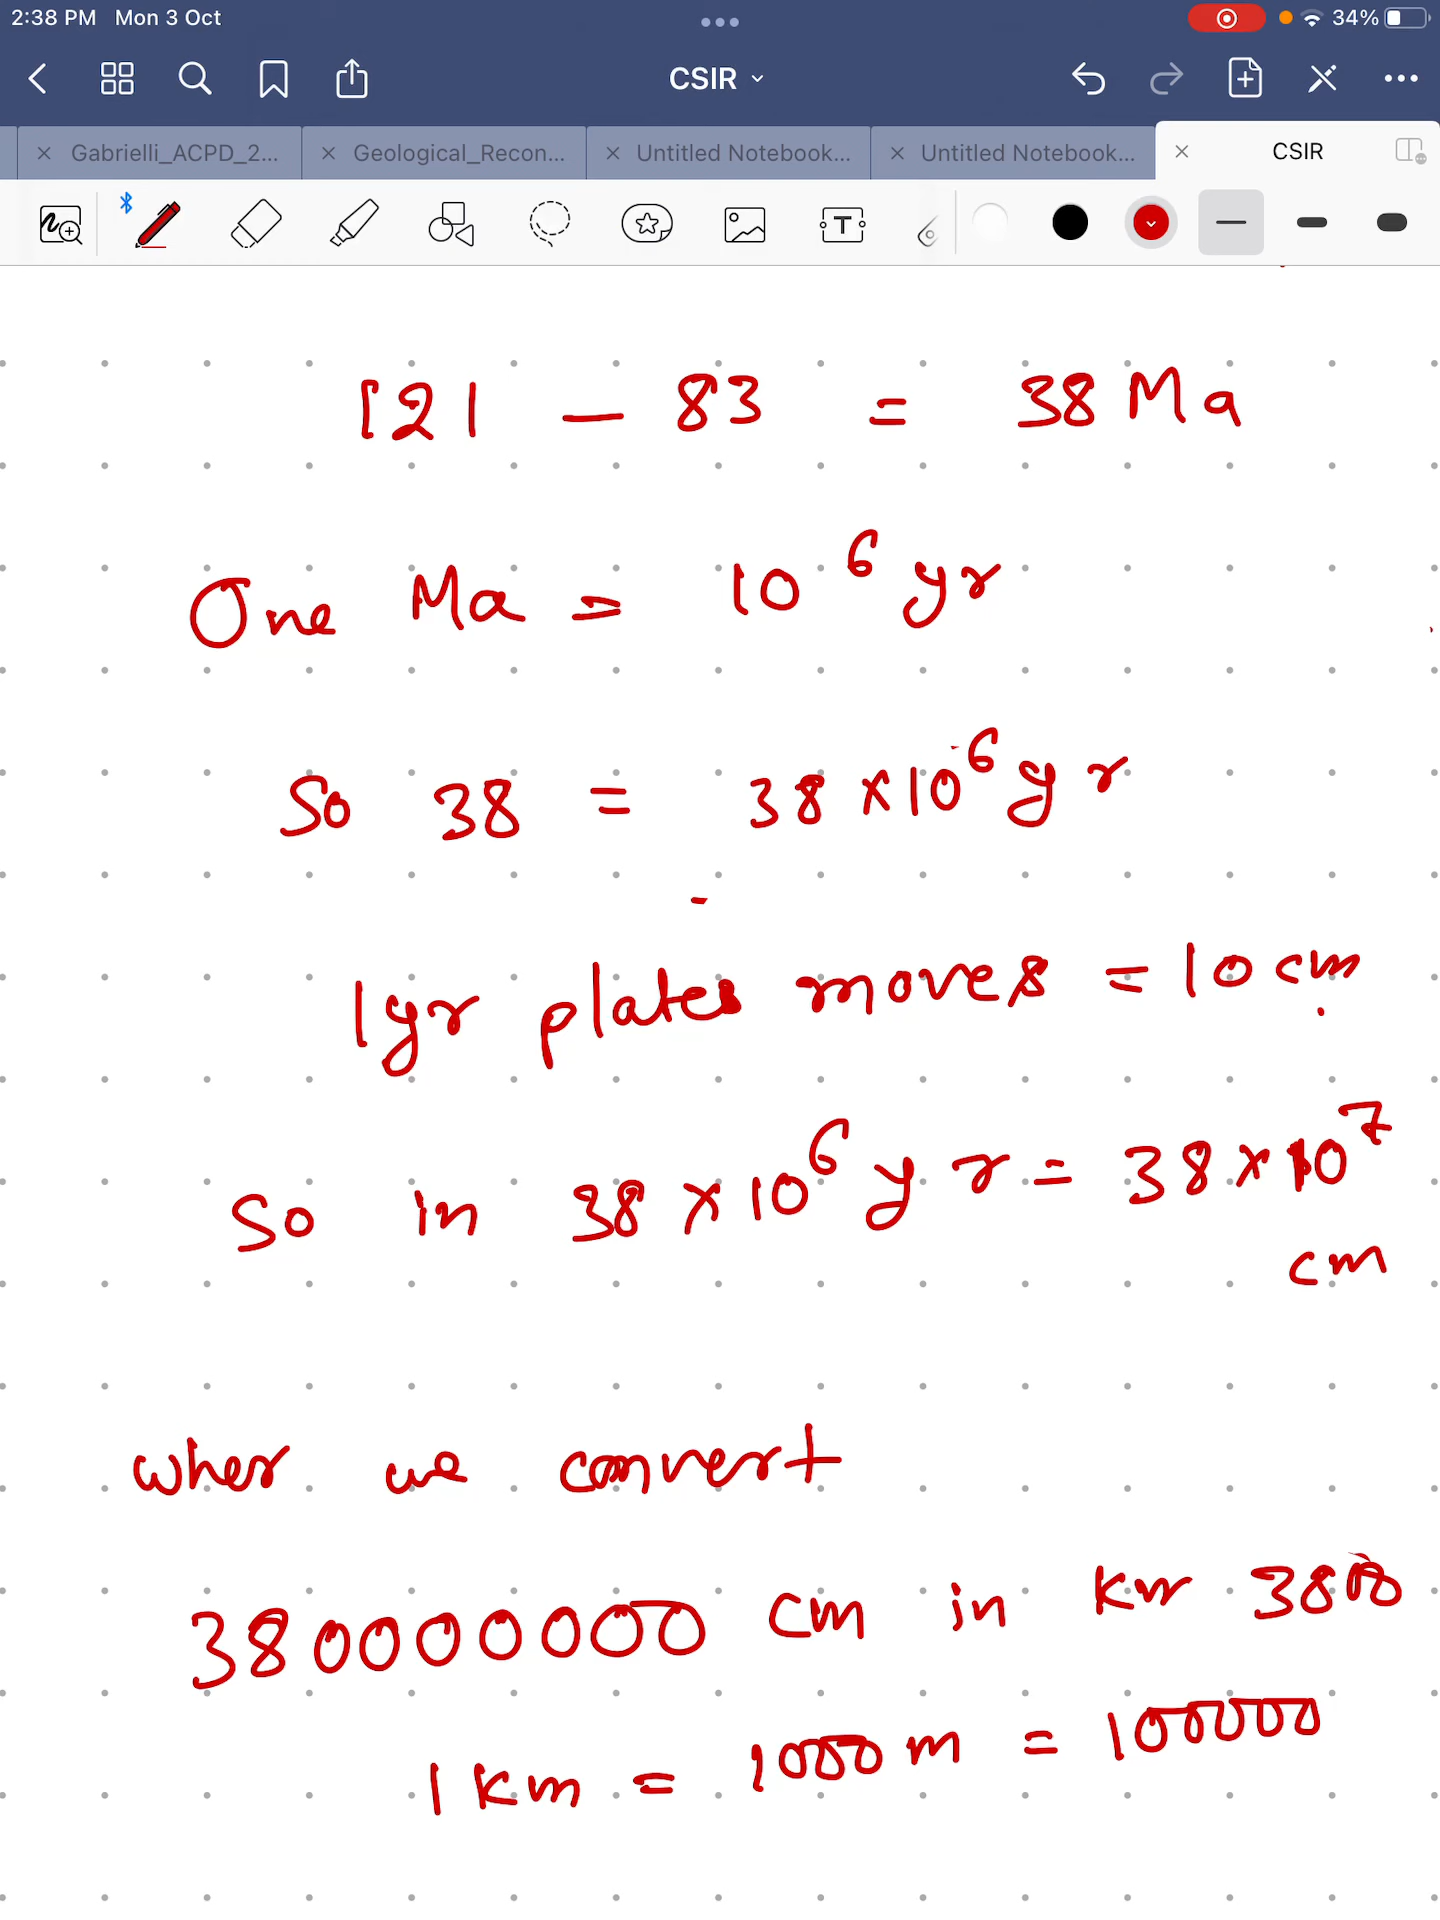 2:38 PM Mon 3 Oct 34%
CSIR
Gabrielli_ACPD_2... Geological_Recon... Untitled Notebook... Untitled Notebook... CSIR
121 — 83 = 38 Ma
One Ma = 10⁶ yr
So 38 = 38 × 10⁶ yr
1yr plates moves = 10 cm
So in 38 × 10⁶ yr = 38 × 10⁷
cm
when we convert
380000000 cm in Km 3800
1 Km = 1000 m = 100000